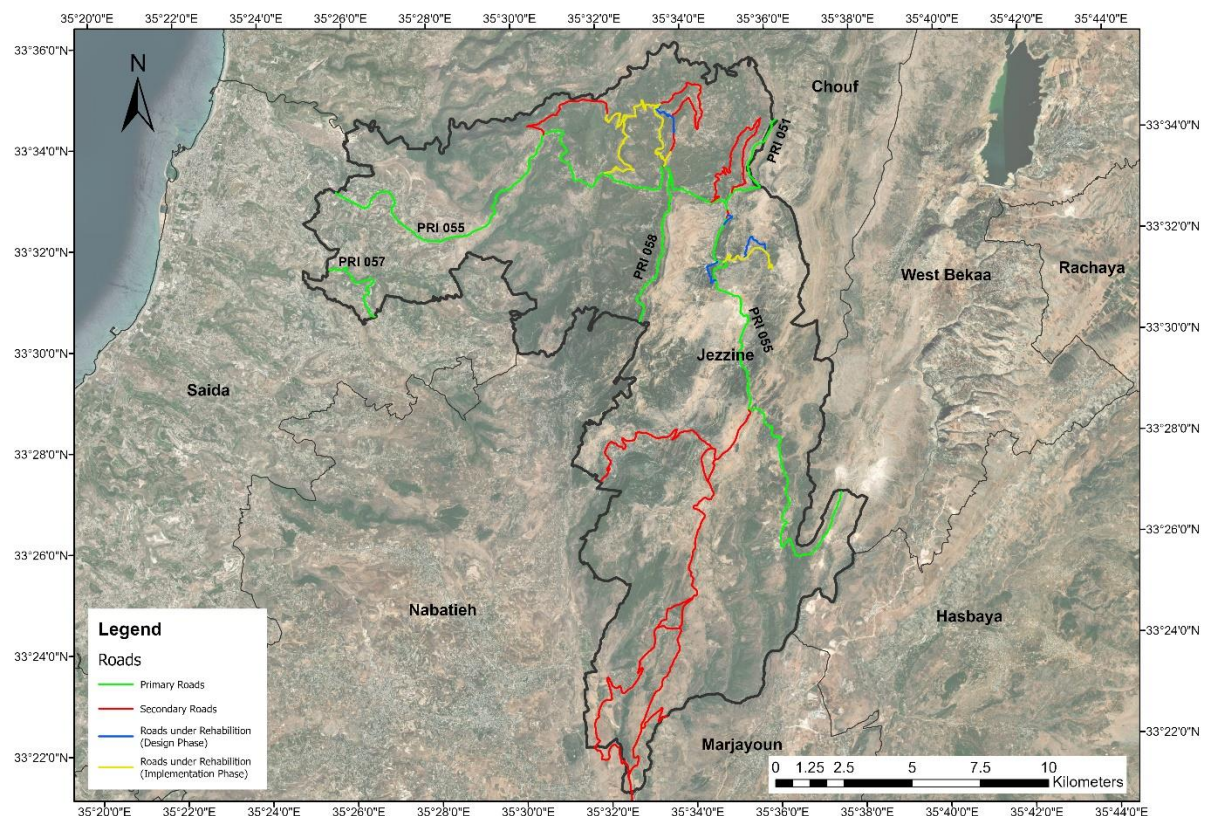 35°20'0"E 35°22'0"E 35°24'0"E 35°26'0"E 35°28'0"E 35°30'0"E 35°32'0"E 35°34'0"E 35°36'0"E 35°38'0"E 35°40'0"E 35°42'0"E 35°44'0"E
33°36'0"N
N
Chouf
33°34'0"N
33°34'0"N
PRI 051
33°32'0"N
33°32'0"N
PRI 055
PRI 058
PRI 057
West Bekaa
Rachaya
33°30'0"N
33°30'0"N
PRI 055
Jezzine
Saida
33°28'0"N
33°28'0"N
33°26'0"N
33°26'0"N
Nabatieh
Hasbaya
33°24'0"N
33°24'0"N
33°22'0"N
33°22'0"N
Marjayoun
Legend
Roads
Primary Roads
Secondary Roads
Roads under Rehabilition
(Design Phase)
Roads under Rehabilition
(Implementation Phase)
0 1.25 2.5 5 7.5 10
Kilometers
35°20'0"E 35°22'0"E 35°24'0"E 35°26'0"E 35°28'0"E 35°30'0"E 35°32'0"E 35°34'0"E 35°36'0"E 35°38'0"E 35°40'0"E 35°42'0"E 35°44'0"E